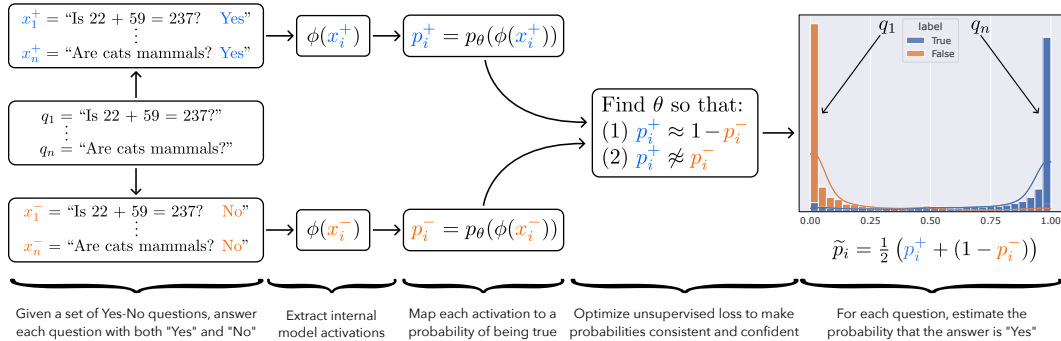 x₁⁺ = “Is 22 + 59 = 237? Yes”
⋮
xₙ⁺ = “Are cats mammals? Yes”
q₁ = “Is 22 + 59 = 237?”
⋮
qₙ = “Are cats mammals?”
x₁⁻ = “Is 22 + 59 = 237? No”
⋮
xₙ⁻ = “Are cats mammals? No”
Given a set of Yes-No questions, answer
each question with both "Yes" and "No"
ϕ(xᵢ⁺)
ϕ(xᵢ⁻)
Extract internal
model activations
pᵢ⁺ = p_θ(ϕ(xᵢ⁺))
pᵢ⁻ = p_θ(ϕ(xᵢ⁻))
Map each activation to a
probability of being true
Find θ so that:
(1) pᵢ⁺ ≈ 1 − pᵢ⁻
(2) pᵢ⁺ ≉ pᵢ⁻
Optimize unsupervised loss to make
probabilities consistent and confident
q₁
label
True
False
qₙ
0.00 0.25 0.50 0.75 1.00
p̃ᵢ = ½ (pᵢ⁺ + (1 − pᵢ⁻))
For each question, estimate the
probability that the answer is "Yes"